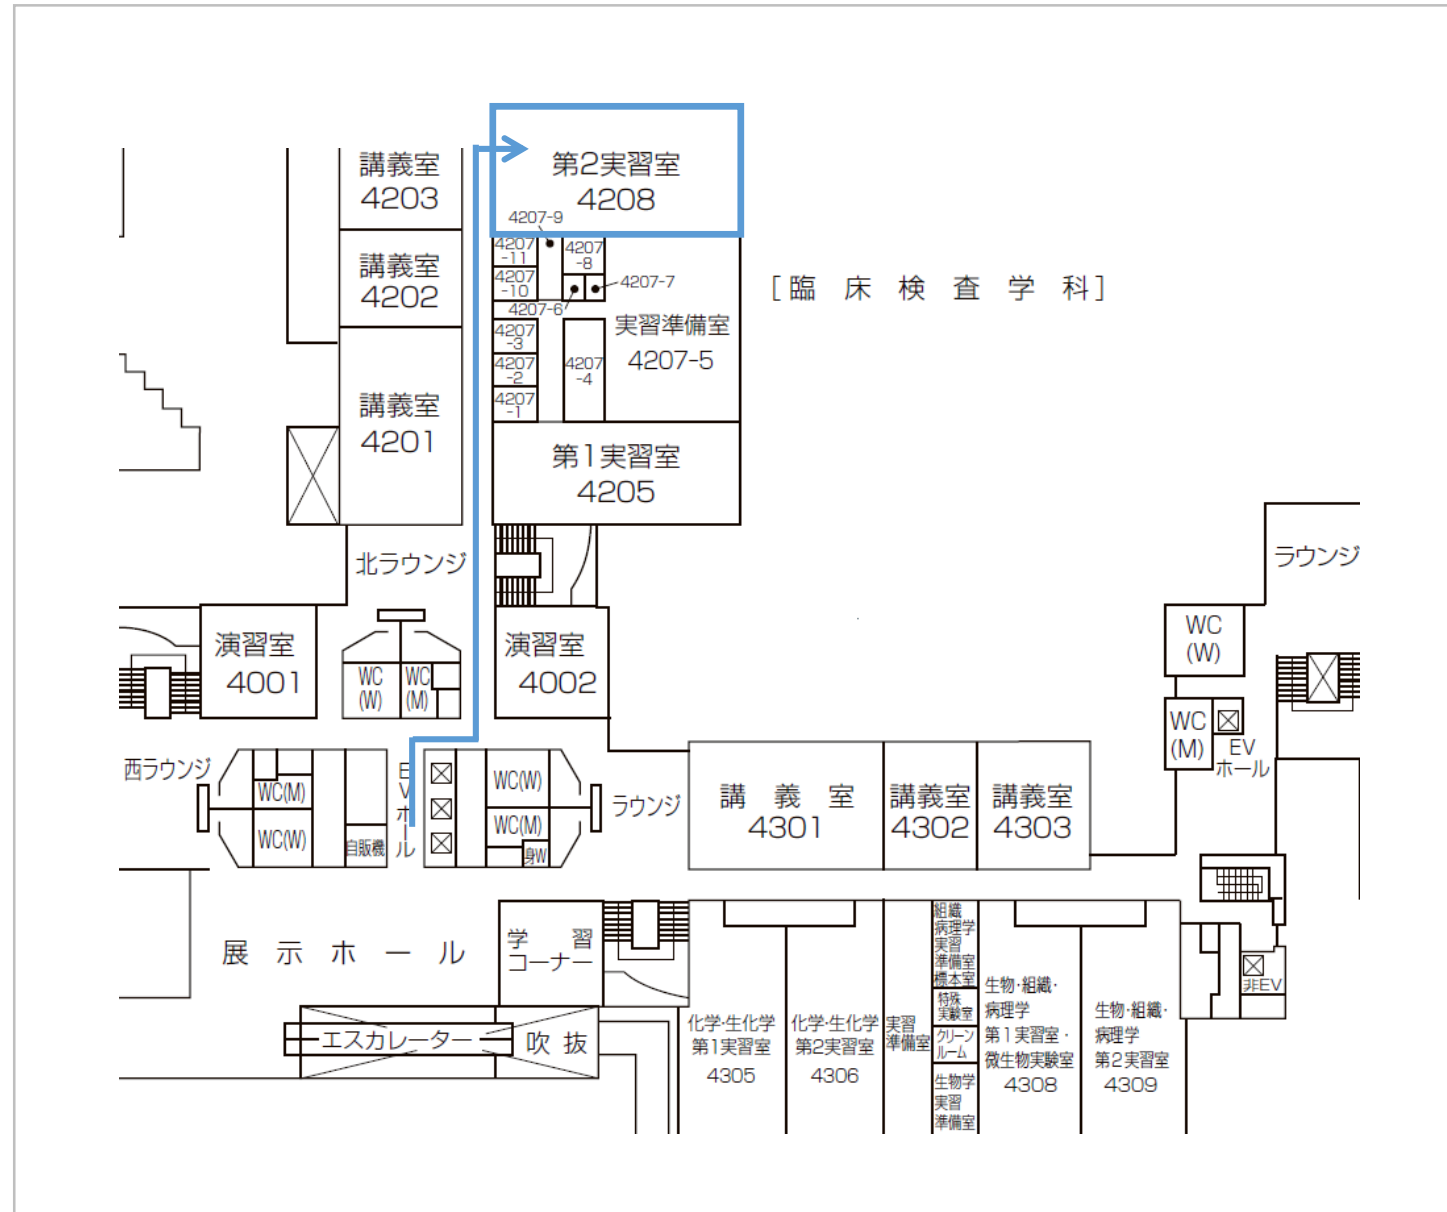 講義室
4203
第2実習室
4208
4207-9
4207
-11
4207
-8
4207
-10
4207-7
4207-6
講義室
4202
[臨 床 検 査 学 科]
実習準備室
4207-5
4207
-3
4207
-2
4207
-4
4207
-1
講義室
4201
第1実習室
4205
北ラウンジ
ラウンジ
演習室
4001
WC
(W)
WC
(M)
演習室
4002
WC
(W)
WC
(M)
EV
ホール
西ラウンジ
WC(M)
WC(W)
自販機
EVホール
WC(W)
WC(M)
身W
ラウンジ
講 義 室
4301
講義室
4302
講義室
4303
展 示 ホ ー ル
学 習
コーナー
エスカレーター
吹 抜
化学・生化学
第1実習室
4305
化学・生化学
第2実習室
4306
実習
準備室
組織
病理学
実習
準備室
標本室
特殊
実験室
クリーン
ルーム
生物学
実習
準備室
生物・組織・
病理学
第1実習室・
微生物実験室
4308
生物・組織・
病理学
第2実習室
4309
非EV